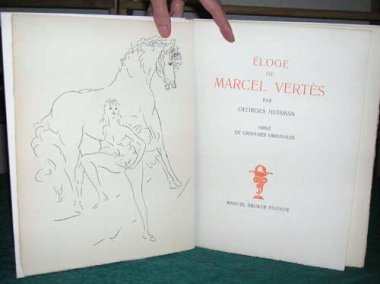 ÉLOGE
DE
MARCEL VERTÈS
PAR
GEORGES HUISMAN
ORNÉ
DE GRAVURES ORIGINALES
MANUEL BRUKER ÉDITEUR